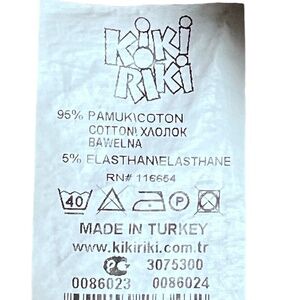 KiKi
RiKi
95% PAMUK\COTON
COTTON\ ХЛОПОК
BAWELNA
5% ELASTHAN\ELASTHANE
RN# 116654
40 P
MADE IN TURKEY
www.kikiriki.com.tr
PG 3075300
0086023 0086024